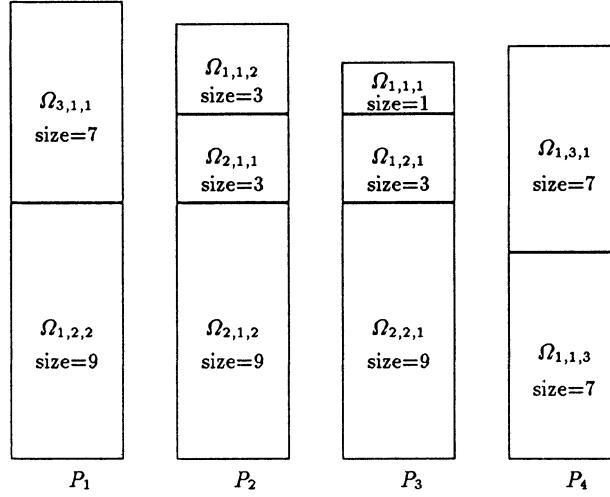 Ω₃,₁,₁
size=7
Ω₁,₂,₂
size=9
P₁
Ω₁,₁,₂
size=3
Ω₂,₁,₁
size=3
Ω₂,₁,₂
size=9
P₂
Ω₁,₁,₁
size=1
Ω₁,₂,₁
size=3
Ω₂,₂,₁
size=9
P₃
Ω₁,₃,₁
size=7
Ω₁,₁,₃
size=7
P₄